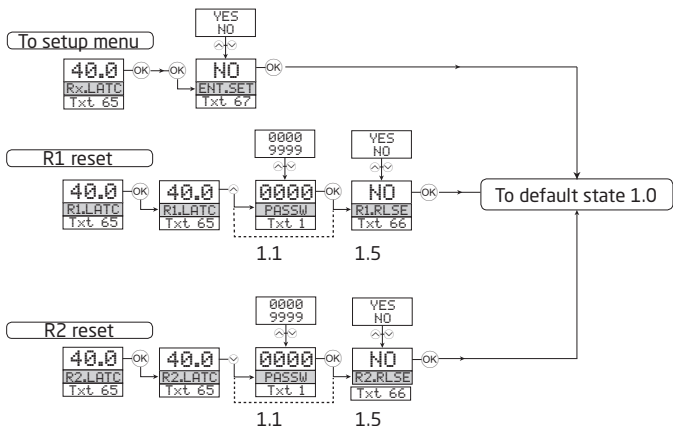 YES
NO
To setup menu
40.0
Rx.LATC
Txt 65
OK
OK
NO
ENT.SET
Txt 67
OK
0000
9999
YES
NO
R1 reset
40.0
R1.LATC
Txt 65
OK
40.0
R1.LATC
Txt 65
0000
PASSW
Txt 1
OK
NO
R1.RLSE
Txt 66
OK
To default state 1.0
1.1
1.5
0000
9999
YES
NO
R2 reset
40.0
R2.LATC
Txt 65
OK
40.0
R2.LATC
Txt 65
0000
PASSW
Txt 1
OK
NO
R2.RLSE
Txt 66
OK
1.1
1.5